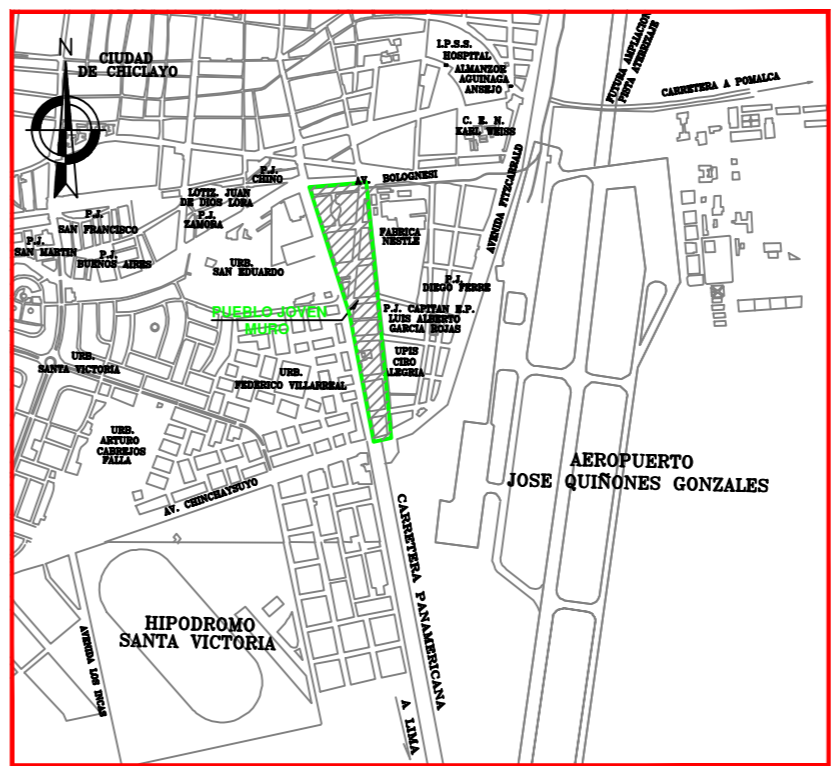 N
CIUDAD
DE CHICLAYO
I.P.S.S.
HOSPITAL
ALMANZOR
AGUINAGA
ANSEJO
FUTURA AMPLIACION
PISTA ATERRIZAJE
CARRETERA A POMALCA
C. E. N.
KARL WEISS
P.J.
CHINO
AV. BOLOGNESI
AVENIDA FITZCARRALD
LOTIZ. JUAN
DE DIOS LORA
P.J.
ZAMORA
P.J.
SAN FRANCISCO
P.J.
SAN MARTIN
P.J.
BUENOS AIRES
URB.
SAN EDUARDO
FABRICA
NESTLE
P.J.
DIEGO FERRE
PUEBLO JOVEN
MURO
P.J. CAPITAN E.P.
LUIS ALBERTO
GARCIA ROJAS
UPIS
CIRO
ALEGRIA
URB.
SANTA VICTORIA
URB.
FEDERICO VILLARREAL
URB.
ARTURO
CABREJOS
FALLA
AV. CHINCHAYSUYO
AEROPUERTO
JOSE QUIÑONES GONZALES
CARRETERA PANAMERICANA
HIPODROMO
SANTA VICTORIA
AVENIDA LOS INCAS
A LIMA